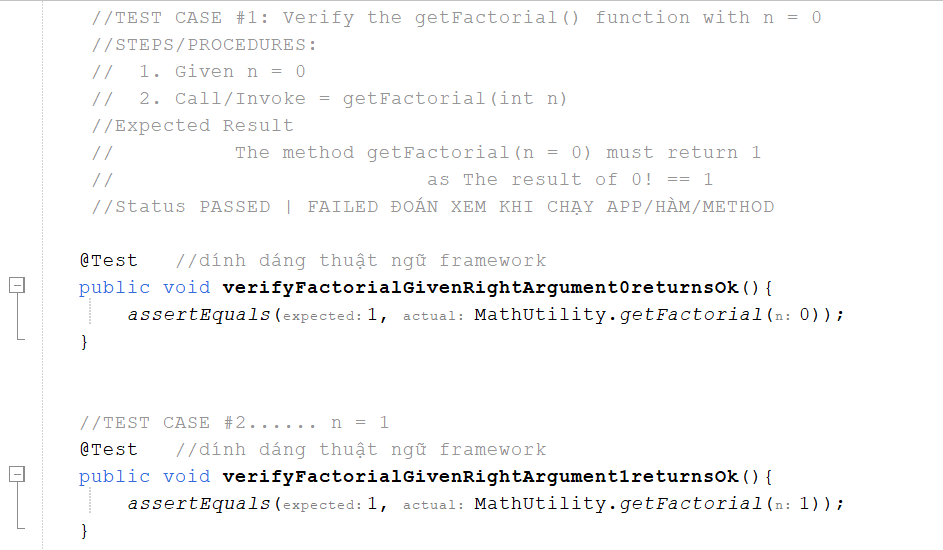 //TEST CASE #1: Verify the getFactorial() function with n = 0
//STEPS/PROCEDURES:
//  1. Given n = 0
//  2. Call/Invoke = getFactorial(int n)
//Expected Result
//          The method getFactorial(n = 0) must return 1
//                          as The result of 0! == 1
//Status PASSED | FAILED ĐOÁN XEM KHI CHẠY APP/HÀM/METHOD
@Test   //dính dáng thuật ngữ framework
public void verifyFactorialGivenRightArgument0returnsOk(){
    assertEquals(expected: 1, actual: MathUtility.getFactorial(n: 0));
}
//TEST CASE #2...... n = 1
@Test   //dính dáng thuật ngữ framework
public void verifyFactorialGivenRightArgument1returnsOk(){
    assertEquals(expected: 1, actual: MathUtility.getFactorial(n: 1));
}